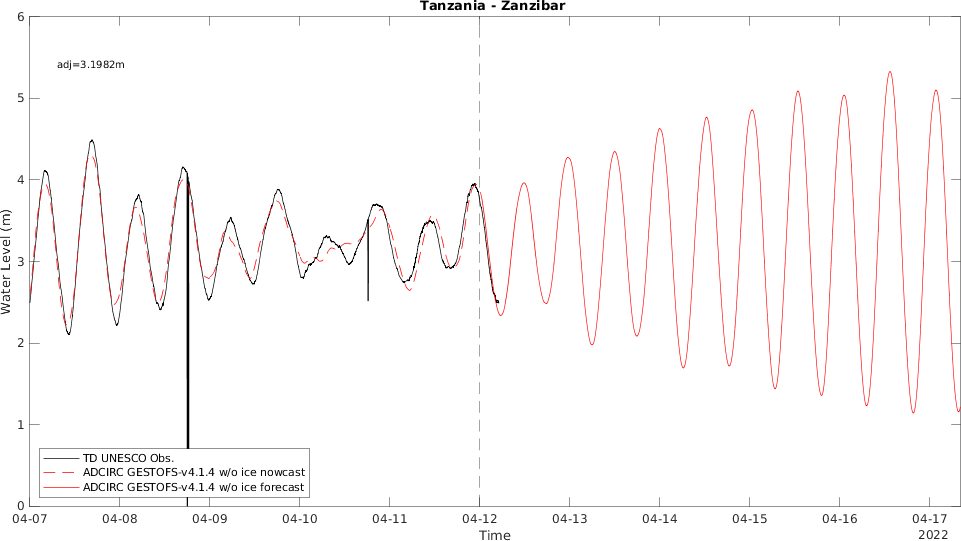 Tanzania - Zanzibar
6
adj=3.1982m
5
4
3
2
1
0
Water Level (m)
TD UNESCO Obs.
ADCIRC GESTOFS-v4.1.4 w/o ice nowcast
ADCIRC GESTOFS-v4.1.4 w/o ice forecast
04-07 04-08 04-09 04-10 04-11 04-12 04-13 04-14 04-15 04-16 04-17
Time
2022